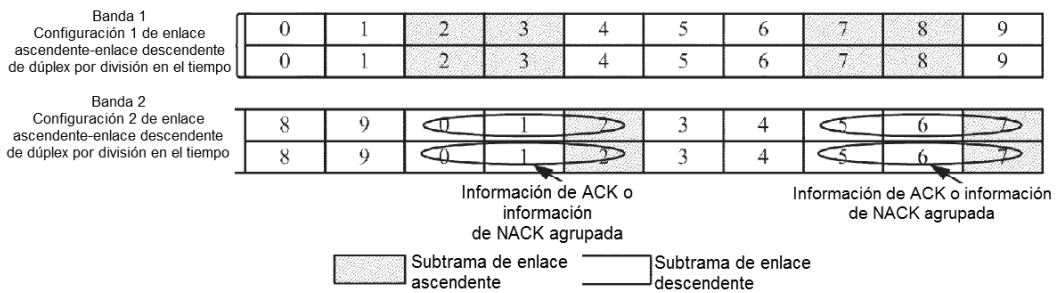 Banda 1
Configuración 1 de enlace
ascendente-enlace descendente
de dúplex por división en el tiempo
0 1 2 3 4 5 6 7 8 9
0 1 2 3 4 5 6 7 8 9
Banda 2
Configuración 2 de enlace
ascendente-enlace descendente
de dúplex por división en el tiempo
8 9 0 1 2 3 4 5 6 7
8 9 0 1 2 3 4 5 6 7
Información de ACK o
información
de NACK agrupada
Información de ACK o información
de NACK agrupada
Subtrama de enlace
ascendente
Subtrama de enlace
descendente